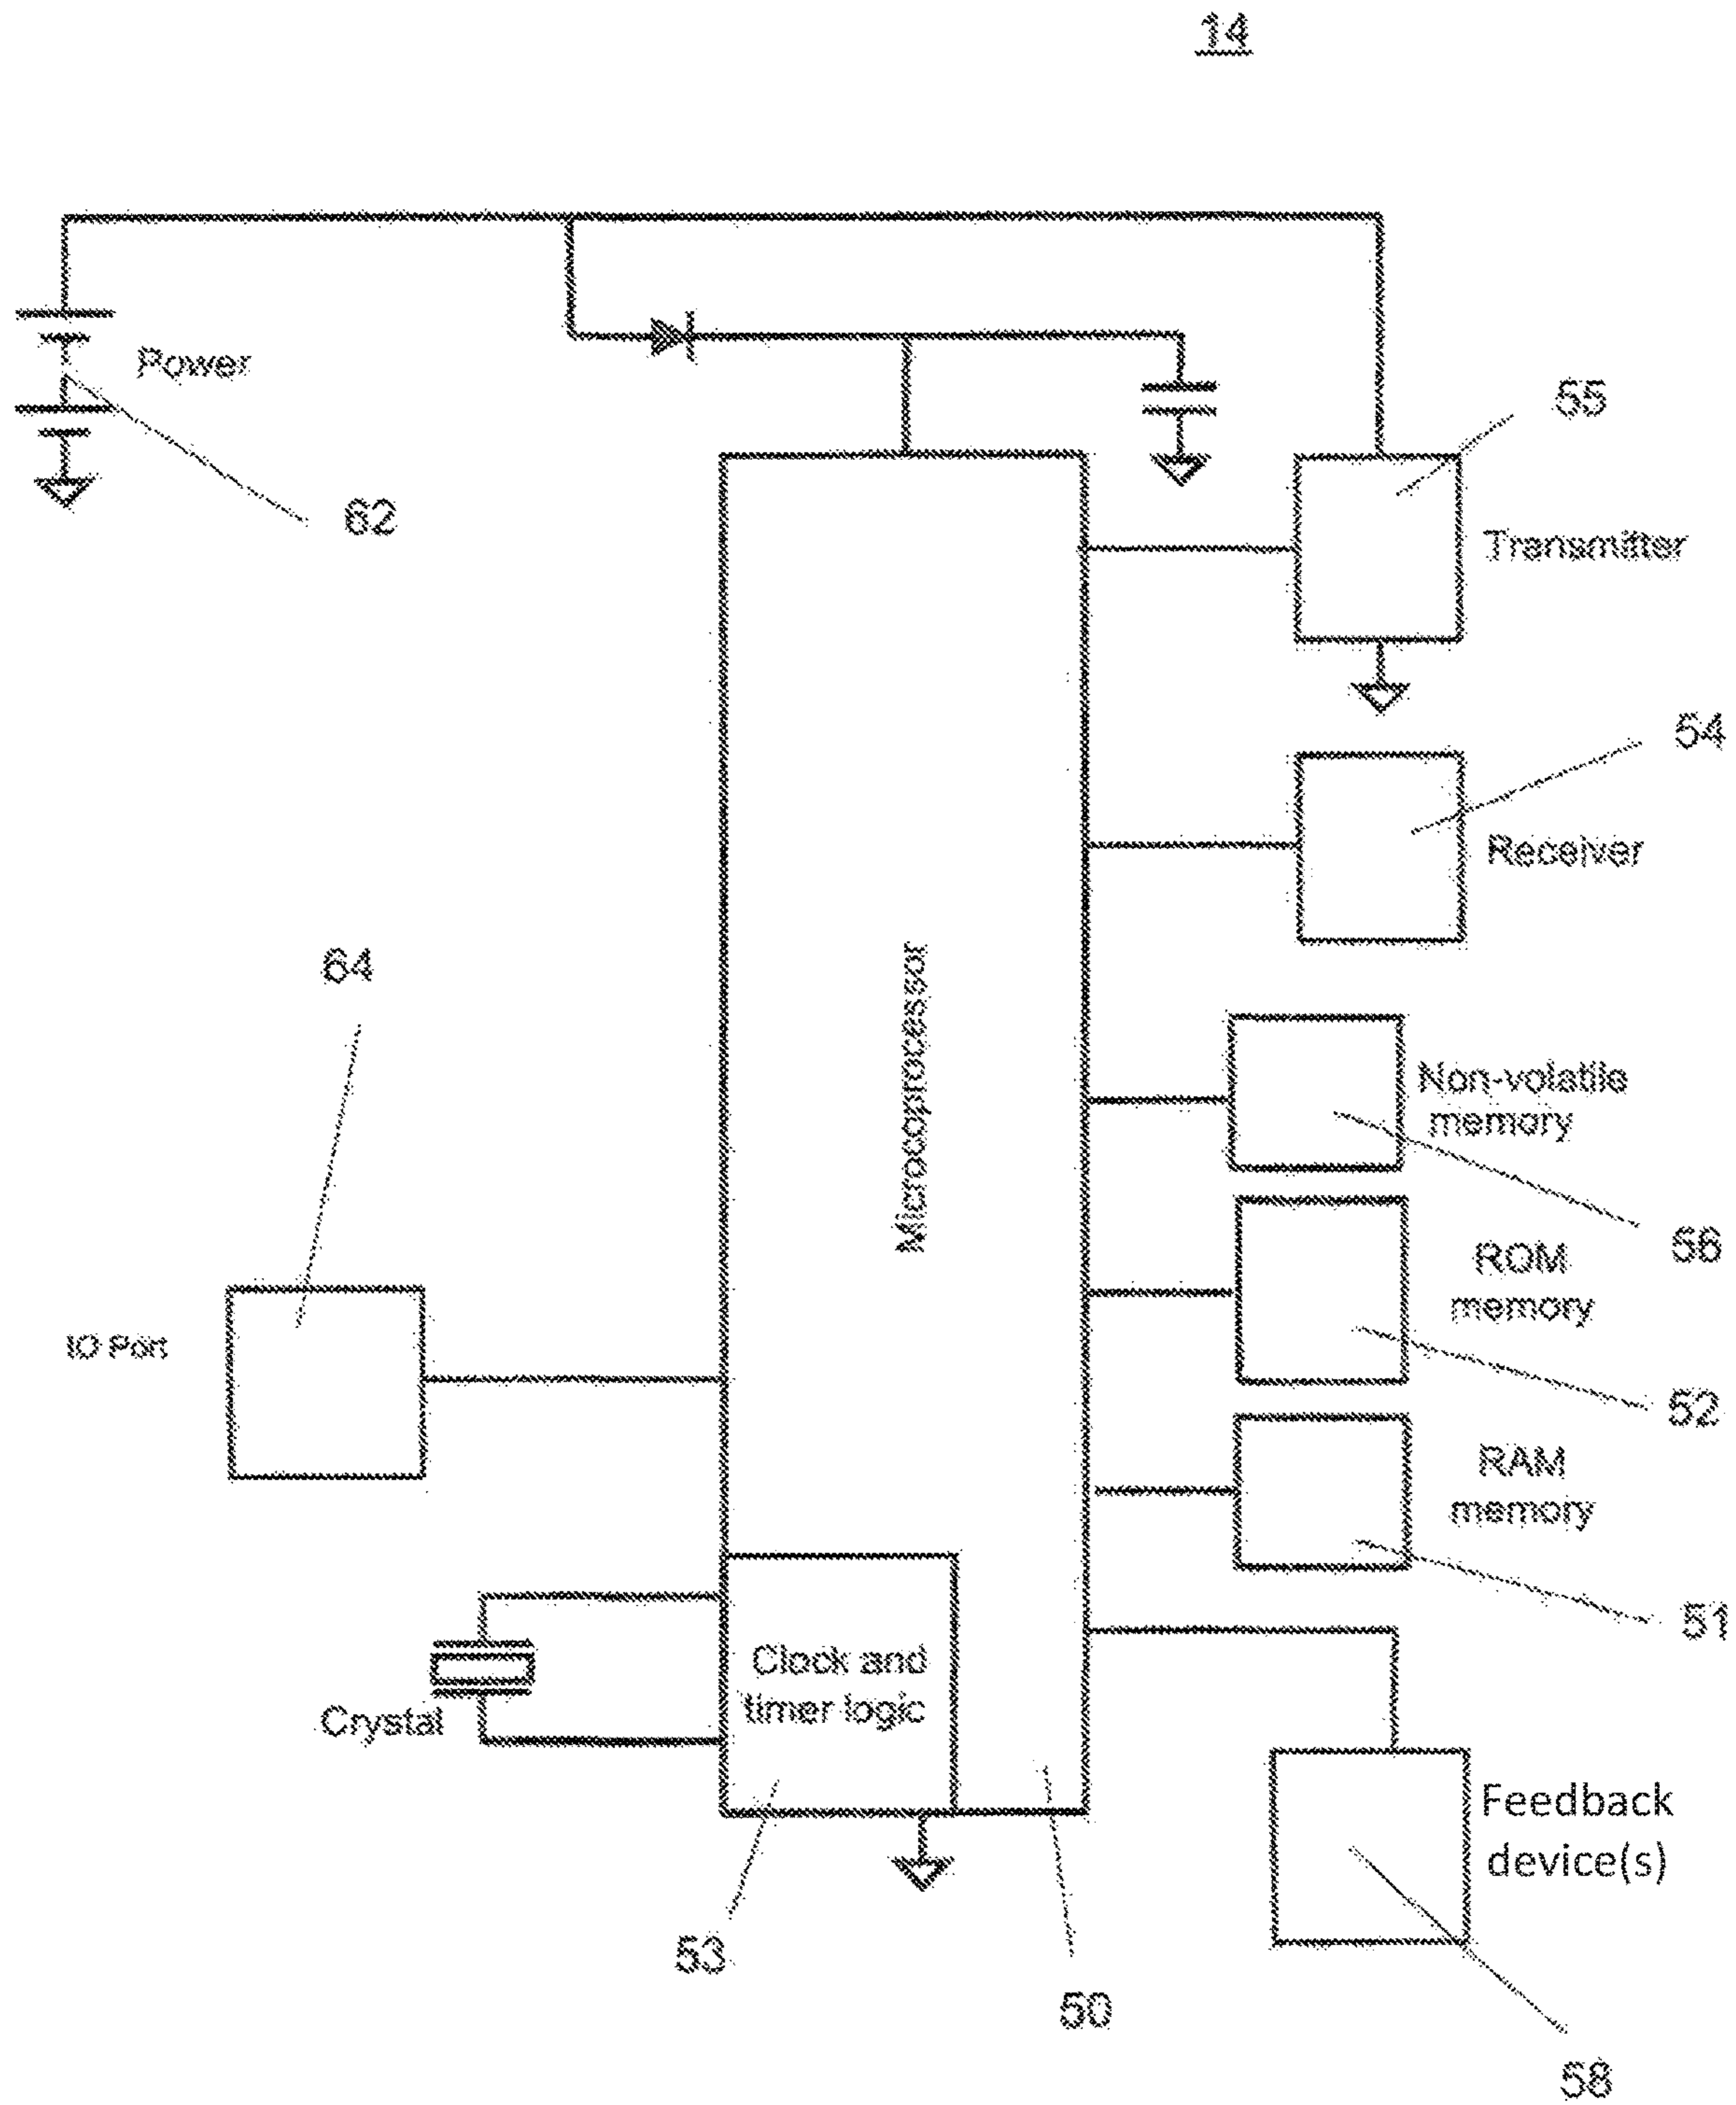 14
Power
62
55
Transmitter
54
Receiver
64
Microcoprocessor
Non-volatile
memory
56
ROM
memory
52
IO Port
RAM
memory
51
Clock and
timer logic
Crystal
Feedback
device(s)
53
50
58